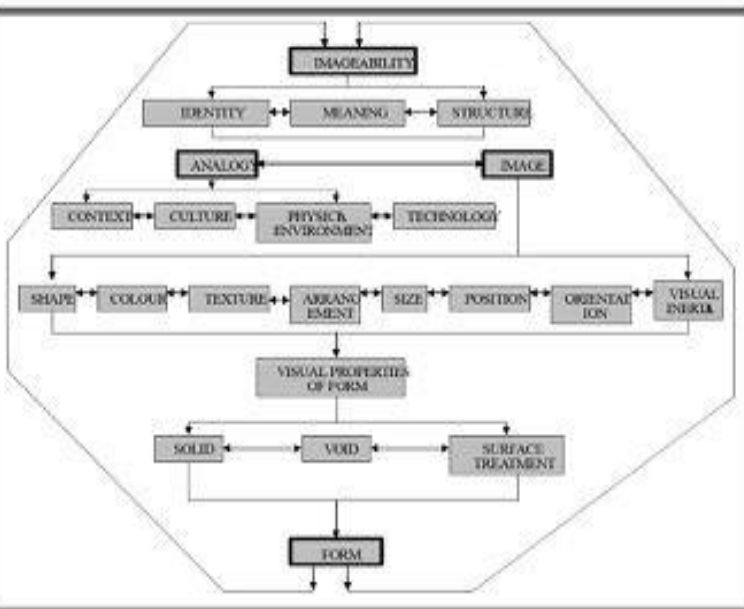 IMAGEABILITY
IDENTITY
MEANING
STRUCTURE
ANALOGY
IMAGE
CONTEXT
CULTURE
PHYSICAL
ENVIRONMENT
TECHNOLOGY
SHAPE
COLOUR
TEXTURE
ARRANG
EMENT
SIZE
POSITION
ORIENTAT
ION
VISUAL
INERTIA
VISUAL PROPERTIES
OF FORM
SOLID
VOID
SURFACE
TREATMENT
FORM